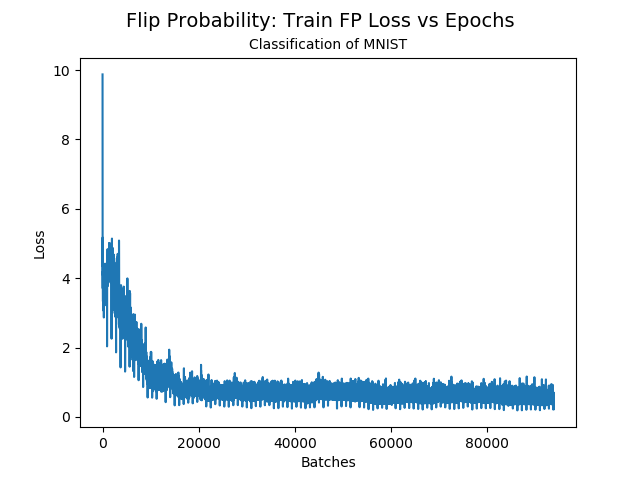 Flip Probability: Train FP Loss vs Epochs
Classification of MNIST
10
8
6
4
2
0
Loss
0 20000 40000 60000 80000
Batches